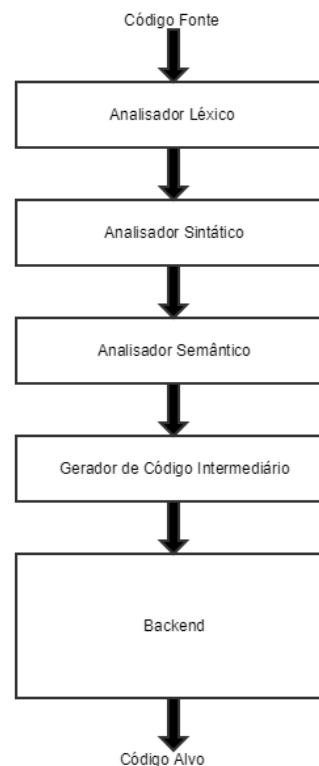 Código Fonte
Analisador Léxico
Analisador Sintático
Analisador Semântico
Gerador de Código Intermediário
Backend
Código Alvo